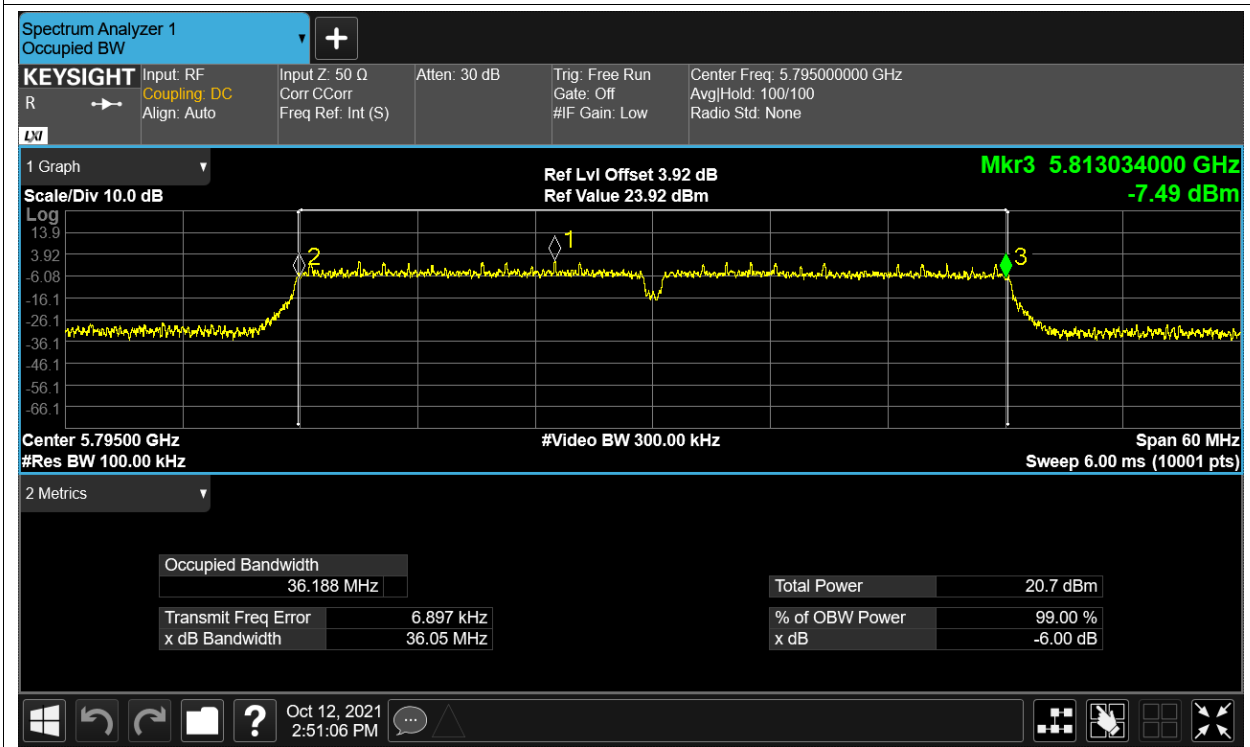 Spectrum Analyzer 1
Occupied BW
KEYSIGHT Input: RF Input Z: 50 Ω Atten: 30 dB Trig: Free Run Center Freq: 5.795000000 GHz
R Coupling: DC Corr CCorr Gate: Off Avg|Hold: 100/100
Align: Auto Freq Ref: Int (S) #IF Gain: Low Radio Std: None
LXI
1 Graph Ref Lvl Offset 3.92 dB Mkr3 5.813034000 GHz
Scale/Div 10.0 dB Ref Value 23.92 dBm -7.49 dBm
Log
13.9
3.92
-6.08
-16.1
-26.1
-36.1
-46.1
-56.1
-66.1
2 1 3
Center 5.79500 GHz #Video BW 300.00 kHz Span 60 MHz
#Res BW 100.00 kHz Sweep 6.00 ms (10001 pts)
2 Metrics
Occupied Bandwidth
36.188 MHz Total Power 20.7 dBm
Transmit Freq Error 6.897 kHz % of OBW Power 99.00 %
x dB Bandwidth 36.05 MHz x dB -6.00 dB
? Oct 12, 2021
2:51:06 PM